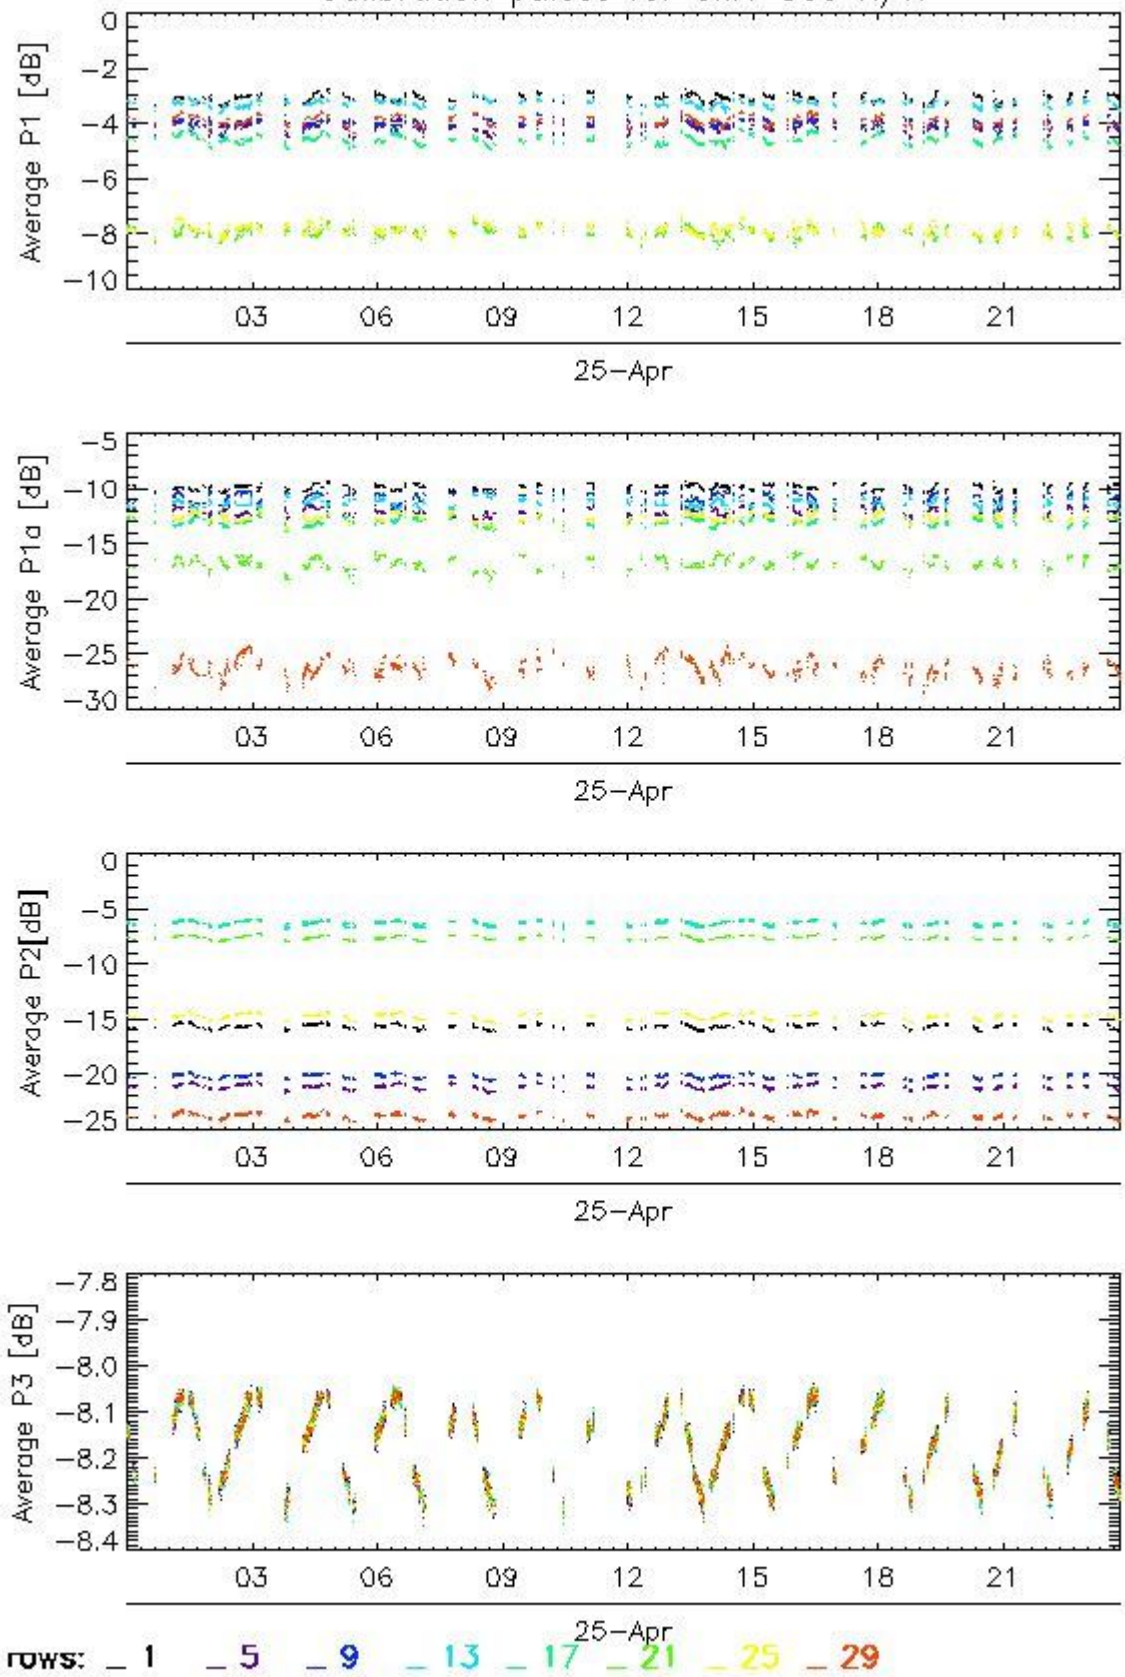 0
-2
-4
-6
-8
-10
Average P1 [dB]
03 06 09 12 15 18 21
25-Apr
-5
-10
-15
-20
-25
-30
Average P1a [dB]
03 06 09 12 15 18 21
25-Apr
0
-5
-10
-15
-20
-25
Average P2[dB]
03 06 09 12 15 18 21
25-Apr
-7.8
-7.9
-8.0
-8.1
-8.2
-8.3
-8.4
Average P3 [dB]
03 06 09 12 15 18 21
25-Apr
rows: _ 1 _ 5 _ 9 _ 13 _ 17 _ 21 _ 25 _ 29